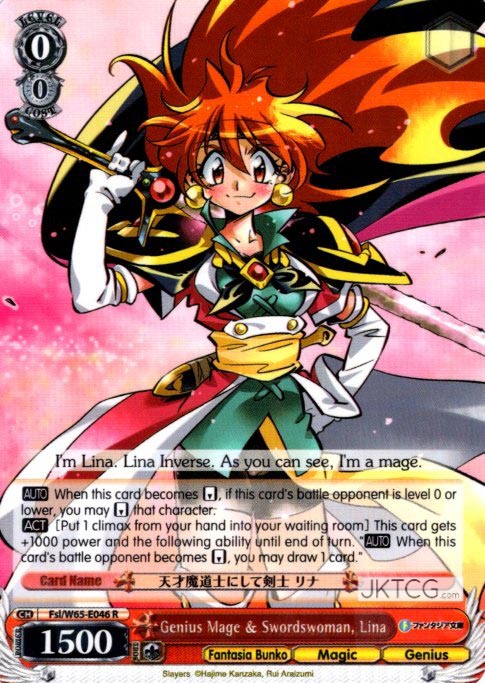 LEVEL
0
0
COST
I'm Lina. Lina Inverse. As you can see, I'm a mage.
AUTO When this card becomes , if this card's battle opponent is level 0 or
lower, you may that character.
ACT [Put 1 climax from your hand into your waiting room] This card gets
+1000 power and the following ability until end of turn. "AUTO When this
card's battle opponent becomes , you may draw 1 card."
Card Name 天才魔道士にして剣士 リナ
JKTCG.com
CH Fsl/W65-E046 R
POWER 1500 SOUL
Genius Mage & Swordswoman, Lina
ファンタジア文庫
Fantasia Bunko Magic Genius
Slayers ©Hajime Kanzaka, Rui Araizumi